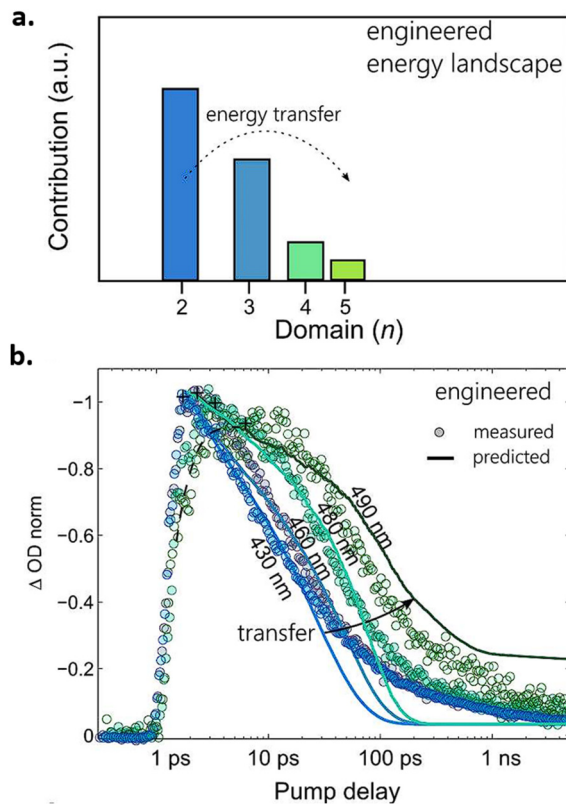 a.
engineered
energy landscape
energy transfer
Contribution (a.u.)
2
3
4
5
Domain (n)
b.
engineered
measured
predicted
−1
−0.8
−0.6
−0.4
−0.2
0
Δ OD norm
430 nm
460 nm
480 nm
490 nm
transfer
1 ps
10 ps
100 ps
1 ns
Pump delay